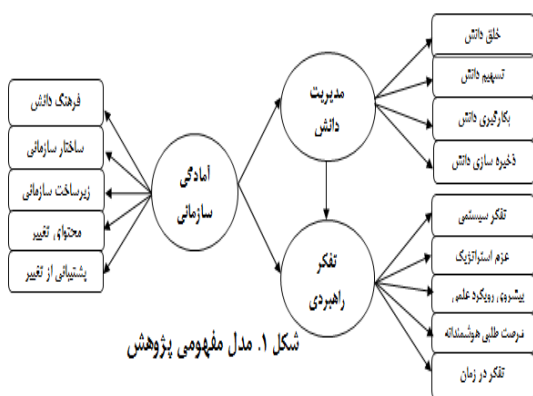 خلق دانش
تسهیم دانش
بکارگیری دانش
ذخیره سازی دانش
مدیریت
دانش
فرهنگ دانش
ساختار سازمانی
زیرساخت سازمانی
محتوای تغییر
پشتیبانی از تغییر
آمادگی
سازمانی
تفکر
راهبردی
تفکر سیستمی
عزم استراتژیک
پیشروی رویکرد علمی
فرصت طلبی هوشمندانه
تفکر در زمان
شکل ۱. مدل مفهومی پژوهش